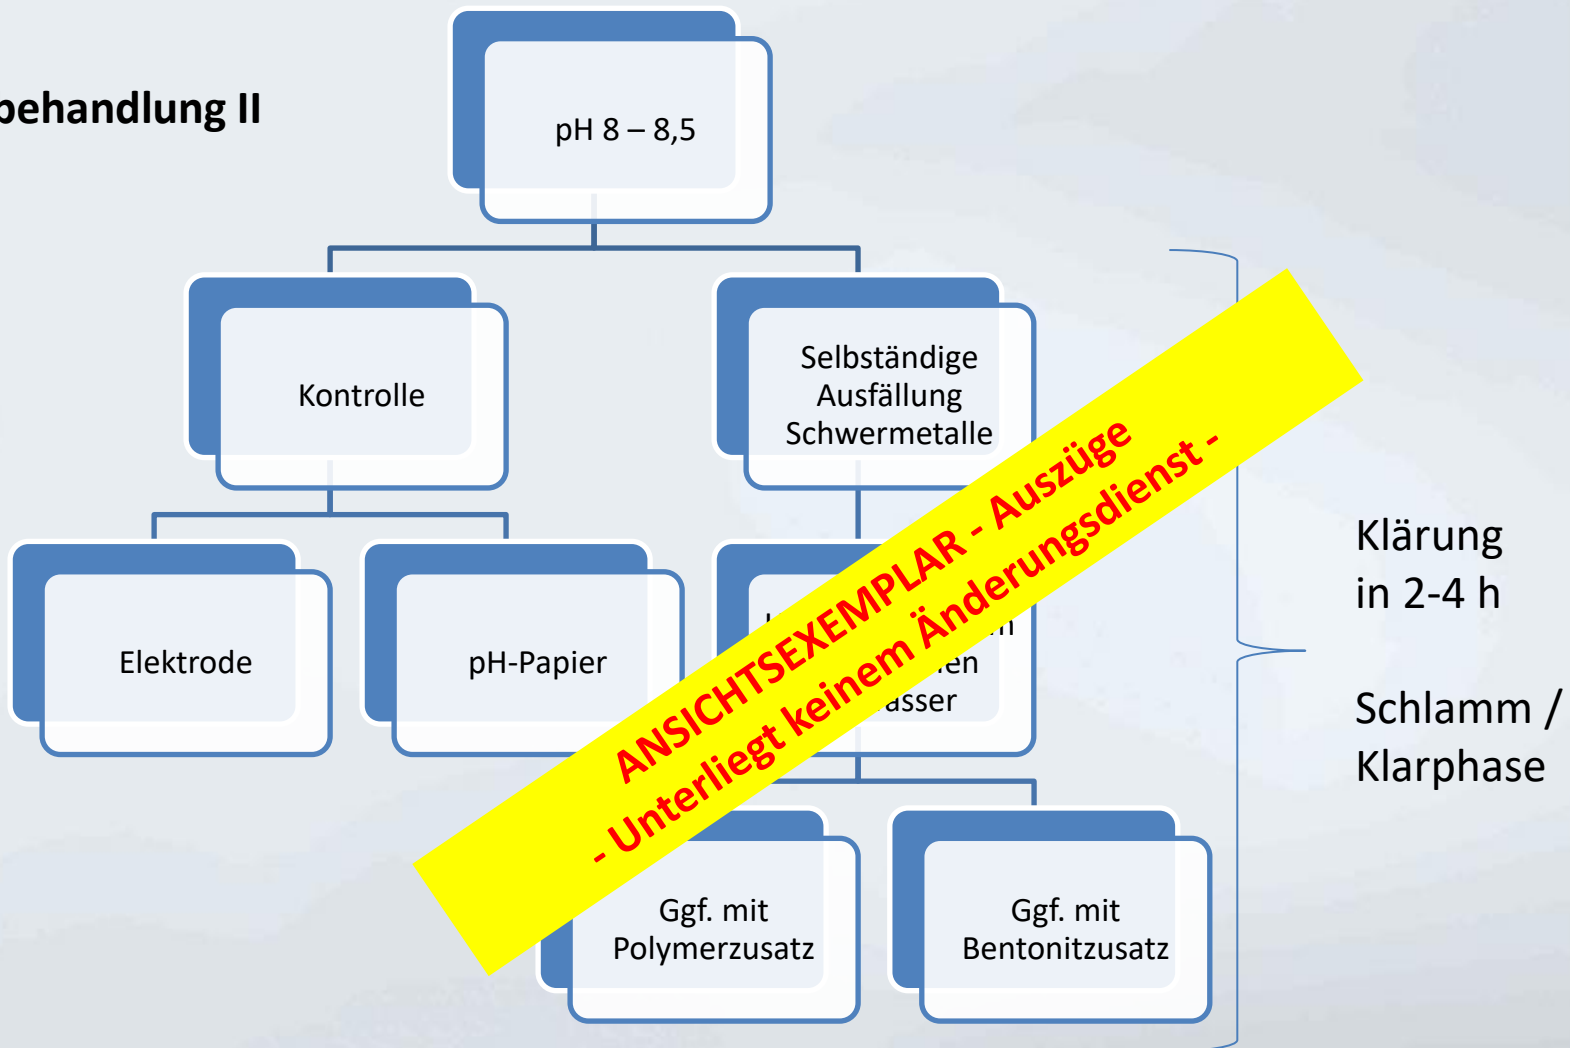 behandlung II
pH 8 – 8,5
Kontrolle
Selbständige
Ausfällung
Schwermetalle
Elektrode
pH-Papier
ANSICHTSEXEMPLAR - Auszüge
- Unterliegt keinem Änderungsdienst -
Ggf. mit
Polymerzusatz
Ggf. mit
Bentonitzusatz
Klärung
in 2-4 h
Schlamm /
Klarphase